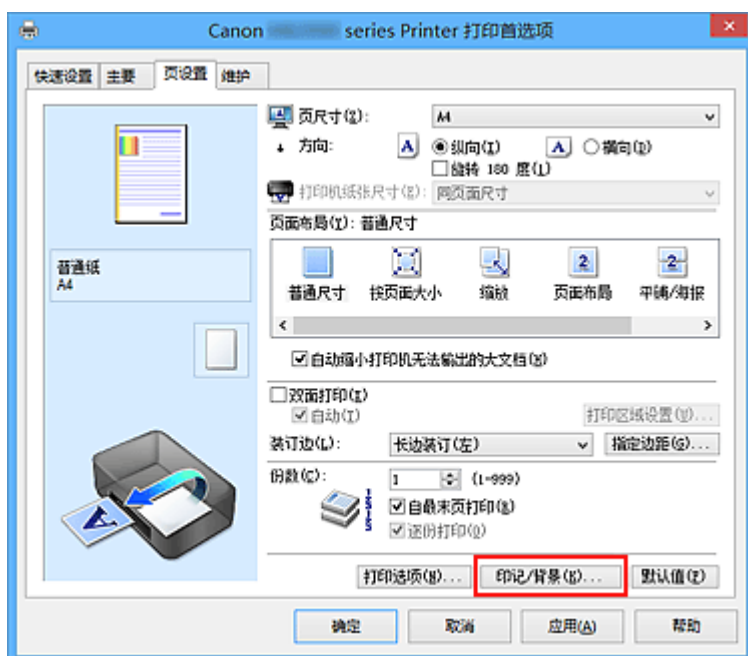 Canon series Printer 打印首选项
快速设置 主要 页设置 维护
页尺寸(Z): A4
方向: A 纵向(I) A 横向(D)
旋转 180 度(L)
打印机纸张尺寸(E): 同页面尺寸
页面布局(Y): 普通尺寸
普通纸
A4
普通尺寸 按页面大小 缩放 页面布局 平铺/海报
自动缩小打印机无法输出的大文档(N)
双面打印(X)
自动(T) 打印区域设置(U)...
装订边(L): 长边装订(左) 指定边距(G)...
份数(C): 1 (1-999)
自最末页打印(R)
逐份打印(O)
打印选项(N)... 印记/背景(K)... 默认值(F)
确定 取消 应用(A) 帮助